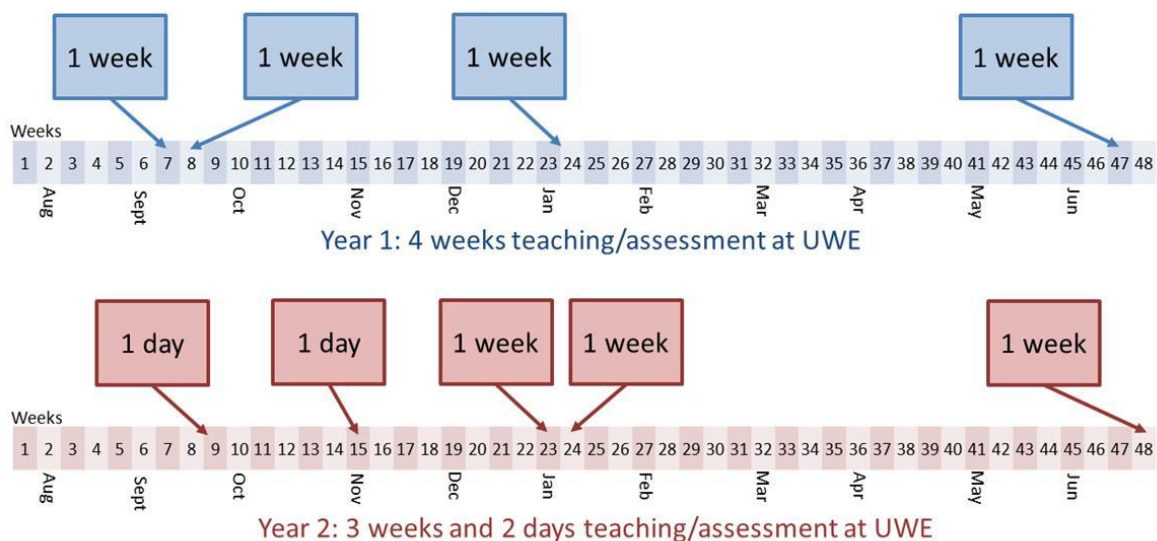 1 week 1 week 1 week 1 week
Weeks
1 2 3 4 5 6 7 8 9 10 11 12 13 14 15 16 17 18 19 20 21 22 23 24 25 26 27 28 29 30 31 32 33 34 35 36 37 38 39 40 41 42 43 44 45 46 47 48
Aug Sept Oct Nov Dec Jan Feb Mar Apr May Jun
Year 1: 4 weeks teaching/assessment at UWE
1 day 1 day 1 week 1 week 1 week
Weeks
1 2 3 4 5 6 7 8 9 10 11 12 13 14 15 16 17 18 19 20 21 22 23 24 25 26 27 28 29 30 31 32 33 34 35 36 37 38 39 40 41 42 43 44 45 46 47 48
Aug Sept Oct Nov Dec Jan Feb Mar Apr May Jun
Year 2: 3 weeks and 2 days teaching/assessment at UWE